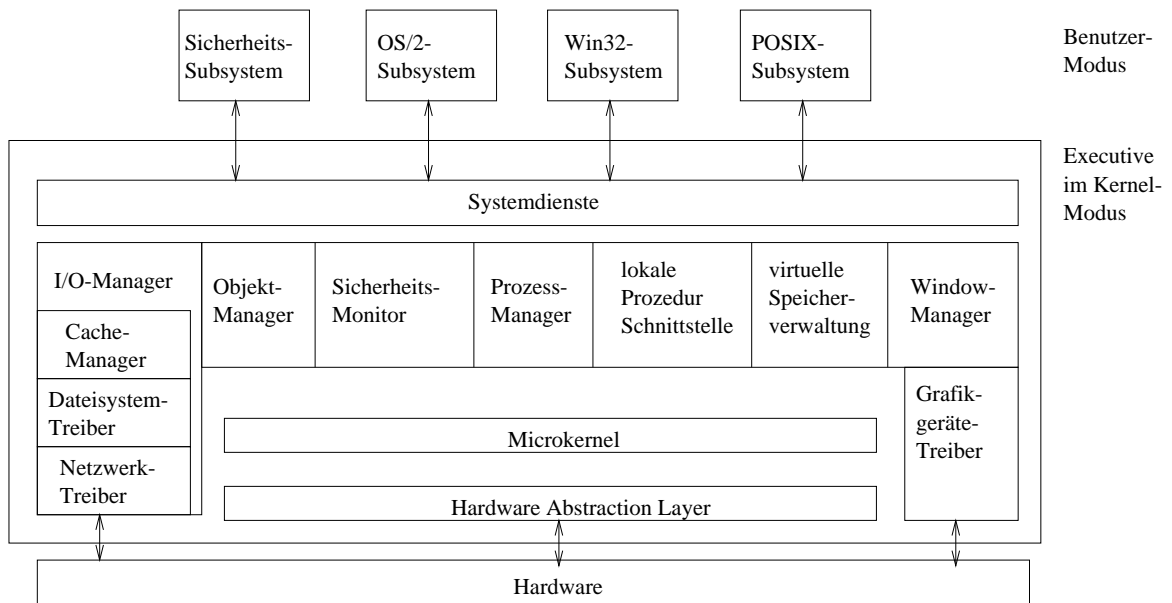 Sicherheits-
Subsystem
OS/2-
Subsystem
Win32-
Subsystem
POSIX-
Subsystem
Benutzer-
Modus
Executive
im Kernel-
Modus
Systemdienste
I/O-Manager
Cache-
Manager
Dateisystem-
Treiber
Netzwerk-
Treiber
Objekt-
Manager
Sicherheits-
Monitor
Prozess-
Manager
lokale
Prozedur
Schnittstelle
virtuelle
Speicher-
verwaltung
Window-
Manager
Grafik-
geräte-
Treiber
Microkernel
Hardware Abstraction Layer
Hardware